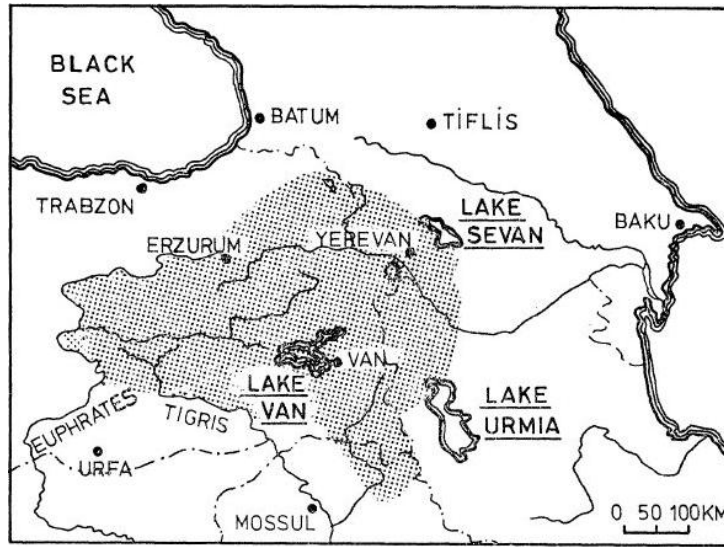 BLACK
SEA
BATUM
TİFLİS
TRABZON
LAKE
SEVAN
BAKU
ERZURUM
YEREVAN
VAN
LAKE
VAN
LAKE
URMIA
EUPHRATES
TIGRIS
URFA
MOSSUL
0 50 100KM